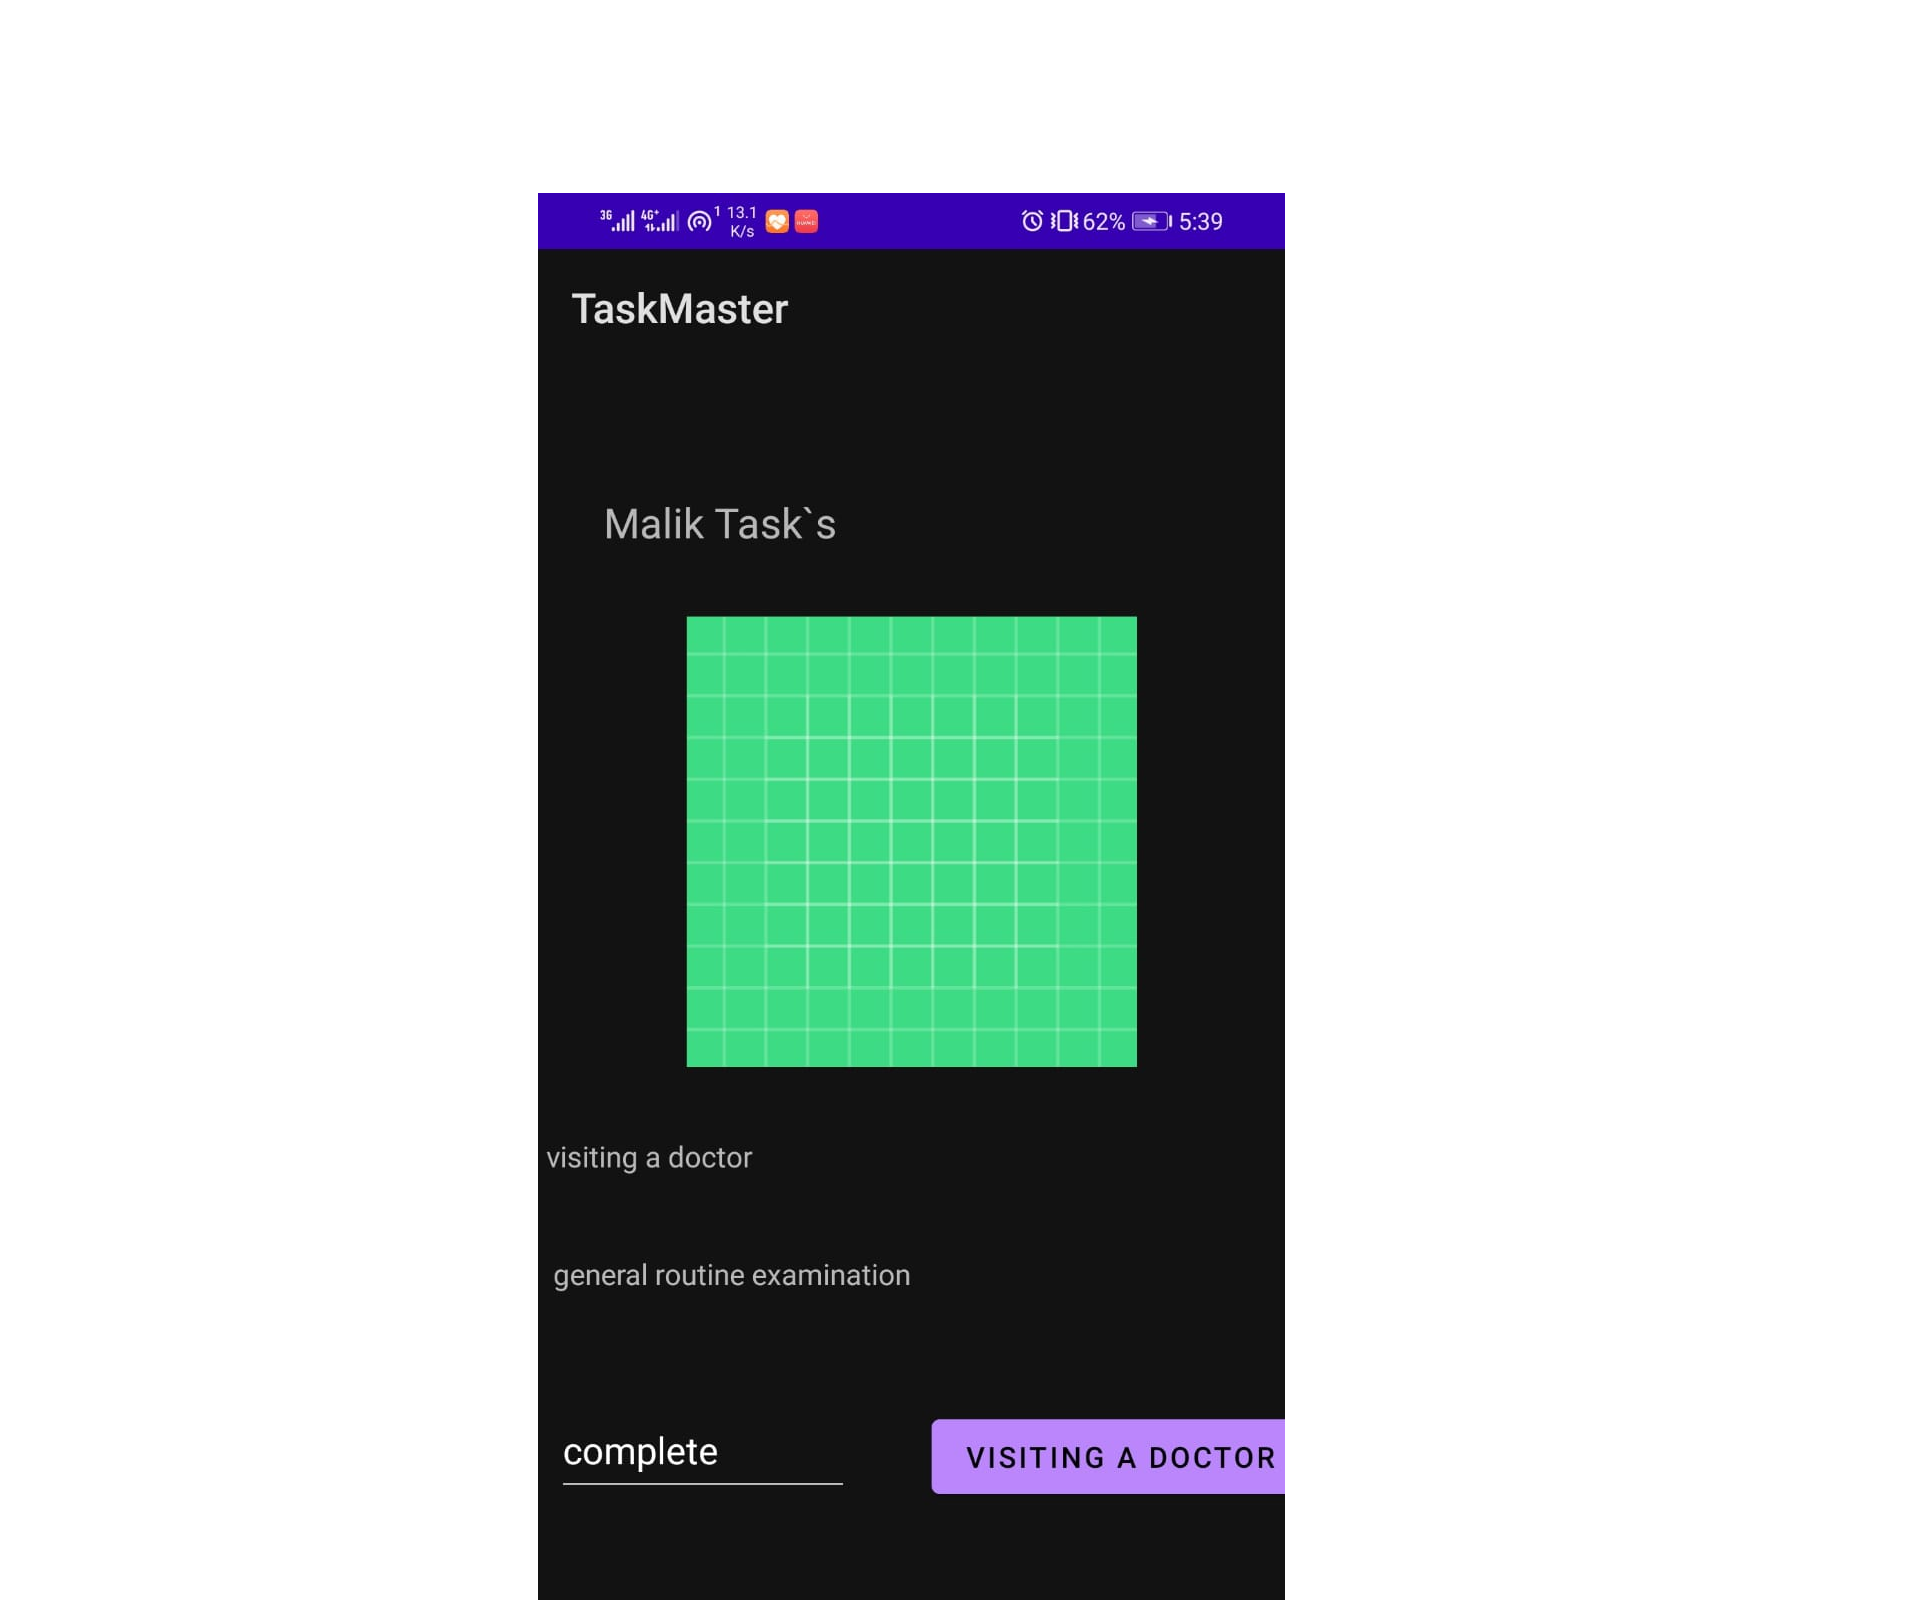 3G 4G+ 1 13.1 K/s 62% 5:39
TaskMaster
Malik Task`s
visiting a doctor
general routine examination
complete
VISITING A DOCTOR